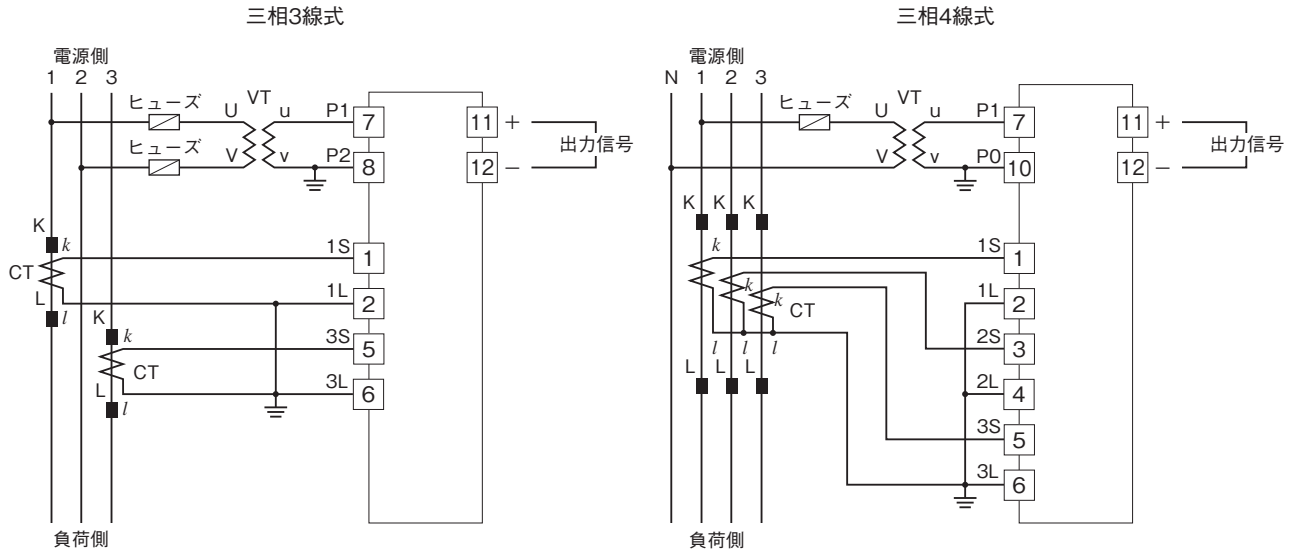 三相3線式
電源側
1 2 3
ヒューズ
ヒューズ
U VT u P1 7
V v P2 8
11 +
12 −
出力信号
K
k
CT
L
l
1S 1
1L 2
K
k
CT
L
l
3S 5
3L 6
負荷側
三相4線式
電源側
N 1 2 3
ヒューズ
U VT u P1 7
V v P0 10
11 +
12 −
出力信号
K K K
k
k
k CT
l l l
L L L
1S 1
1L 2
2S 3
2L 4
3S 5
3L 6
負荷側